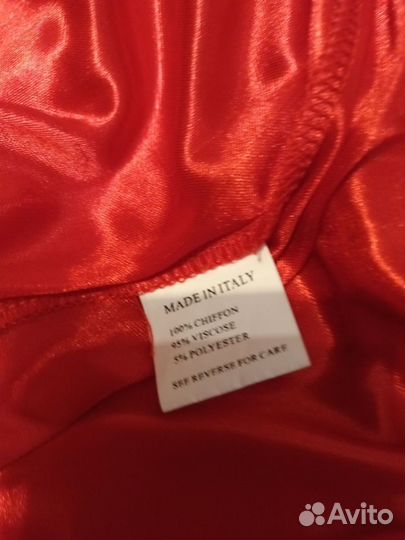 MADE IN ITALY
100% CHIFFON
95% VISCOSE
5% POLYESTER
SEE REVERSE FOR CARE
Avito